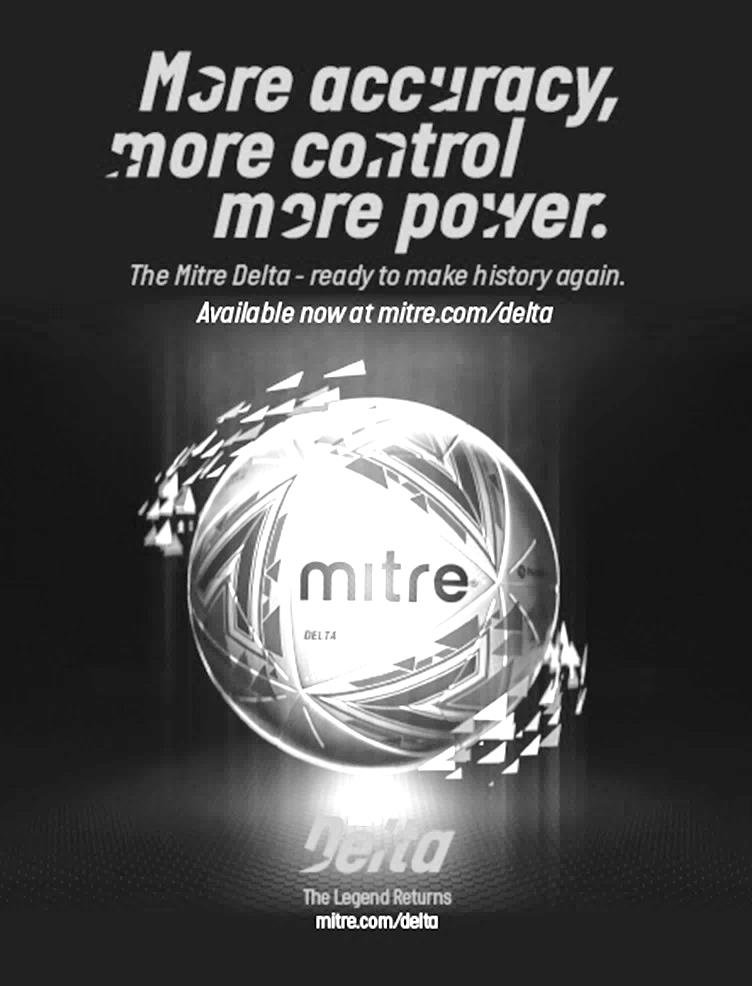 More accuracy,
more control
more power.
The Mitre Delta - ready to make history again.
Available now at mitre.com/delta
mitre
DELTA
Delta
The Legend Returns
mitre.com/delta